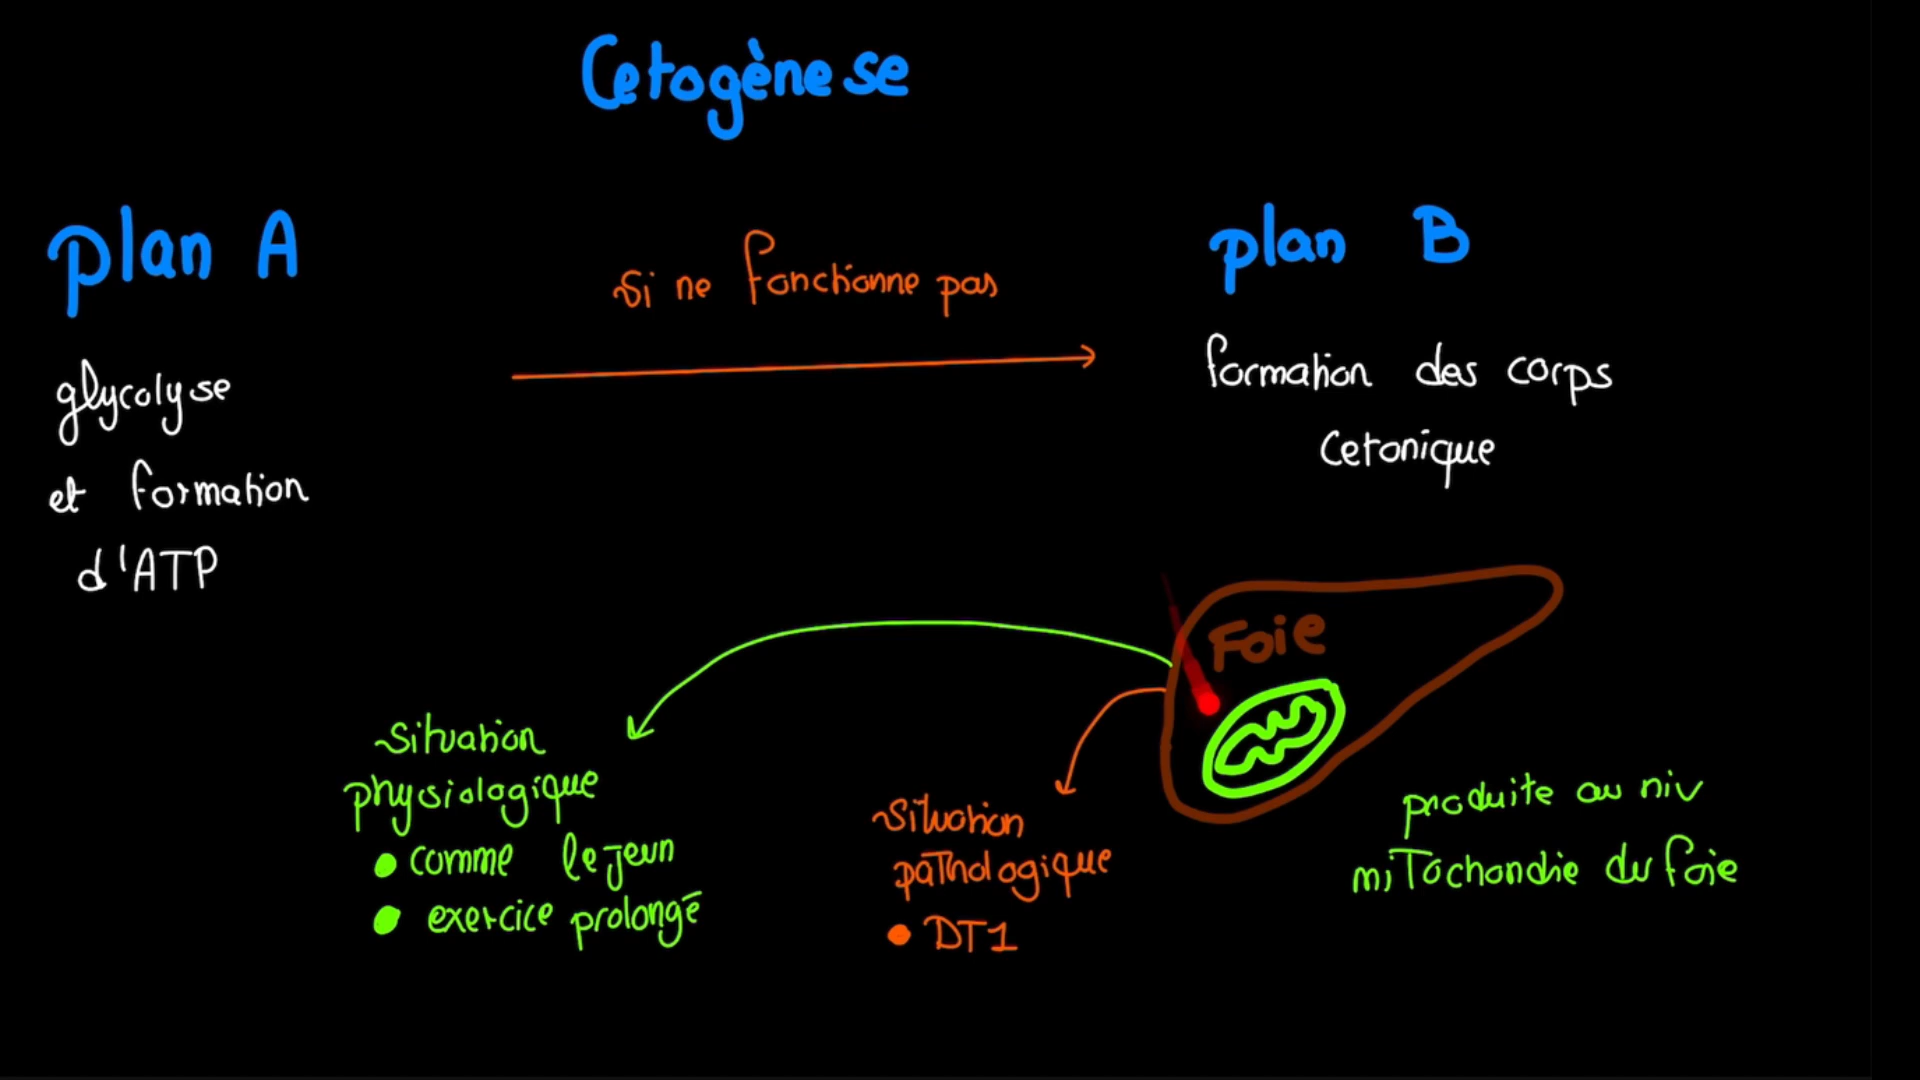 Cetogènese
plan A
si ne fonctionne pas
plan B
glycolyse
et formation
d'ATP
formation des corps
Cetonique
Foie
Situation
physiologique
• comme le jeun
• exercice prolongé
Situation
pathologique
• DT1
produite au niv
miTochondie du foie